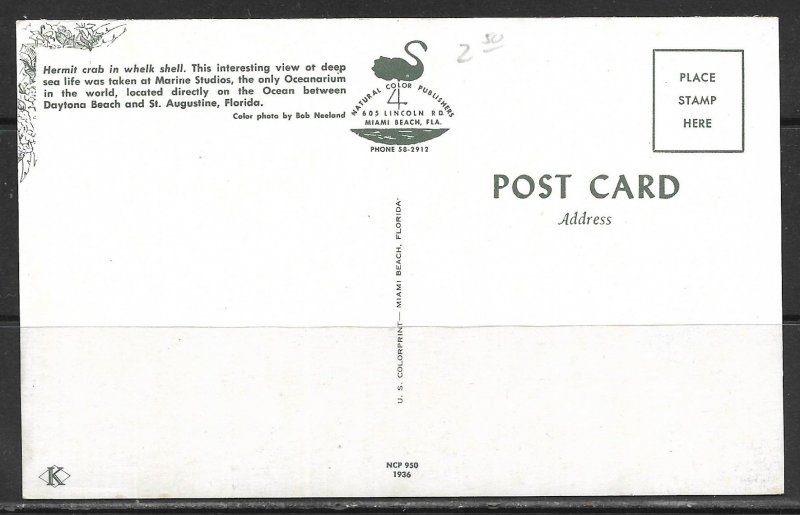 Hermit crab in whelk shell. This interesting view of deep
sea life was taken at Marine Studios, the only Oceanarium
in the world, located directly on the Ocean between
Daytona Beach and St. Augustine, Florida.
Color photo by Bob Neeland
NATURAL COLOR PUBLISHERS
4
605 LINCOLN RD.
MIAMI BEACH, FLA.
PHONE 58-2912
2 50
PLACE
STAMP
HERE
POST CARD
Address
U. S. COLORPRINT— MIAMI BEACH, FLORIDA
K
NCP 950
1936